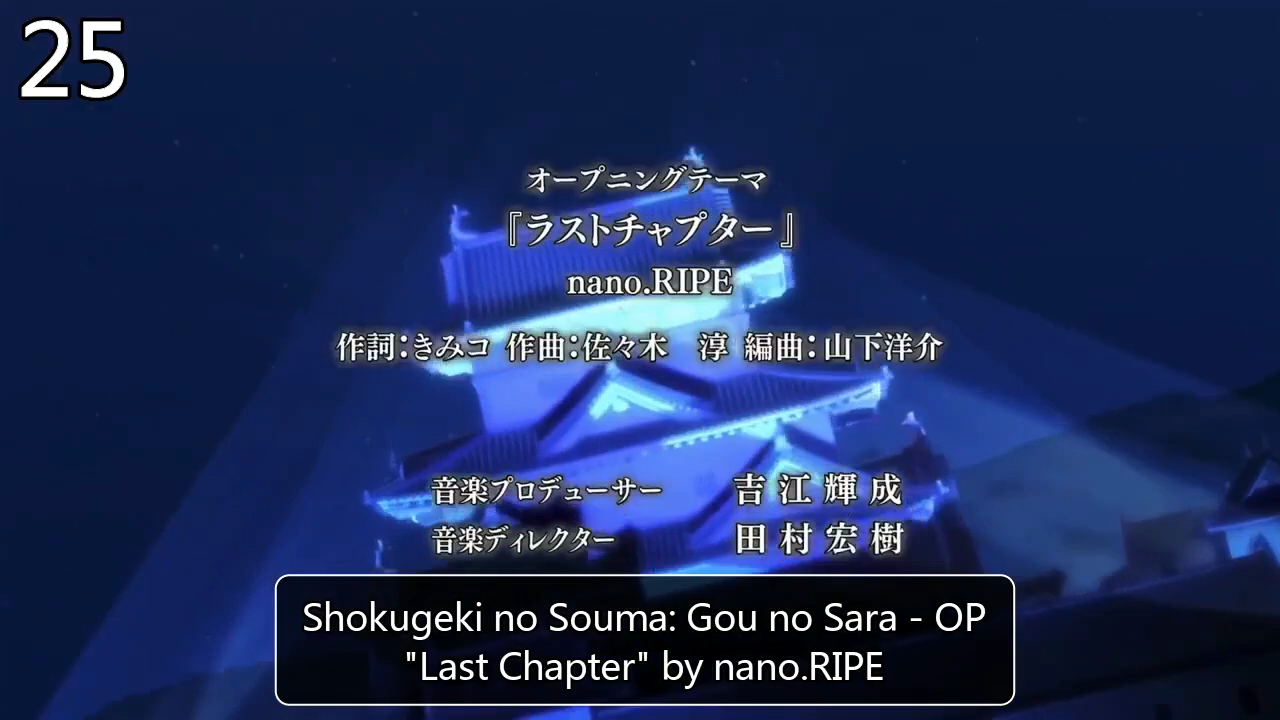 25
オープニングテーマ
『ラストチャプター』
nano.RIPE
作詞:きみコ 作曲:佐々木 淳 編曲:山下洋介
音楽プロデューサー 吉江輝成
音楽ディレクター 田村宏樹
Shokugeki no Souma: Gou no Sara - OP
"Last Chapter" by nano.RIPE